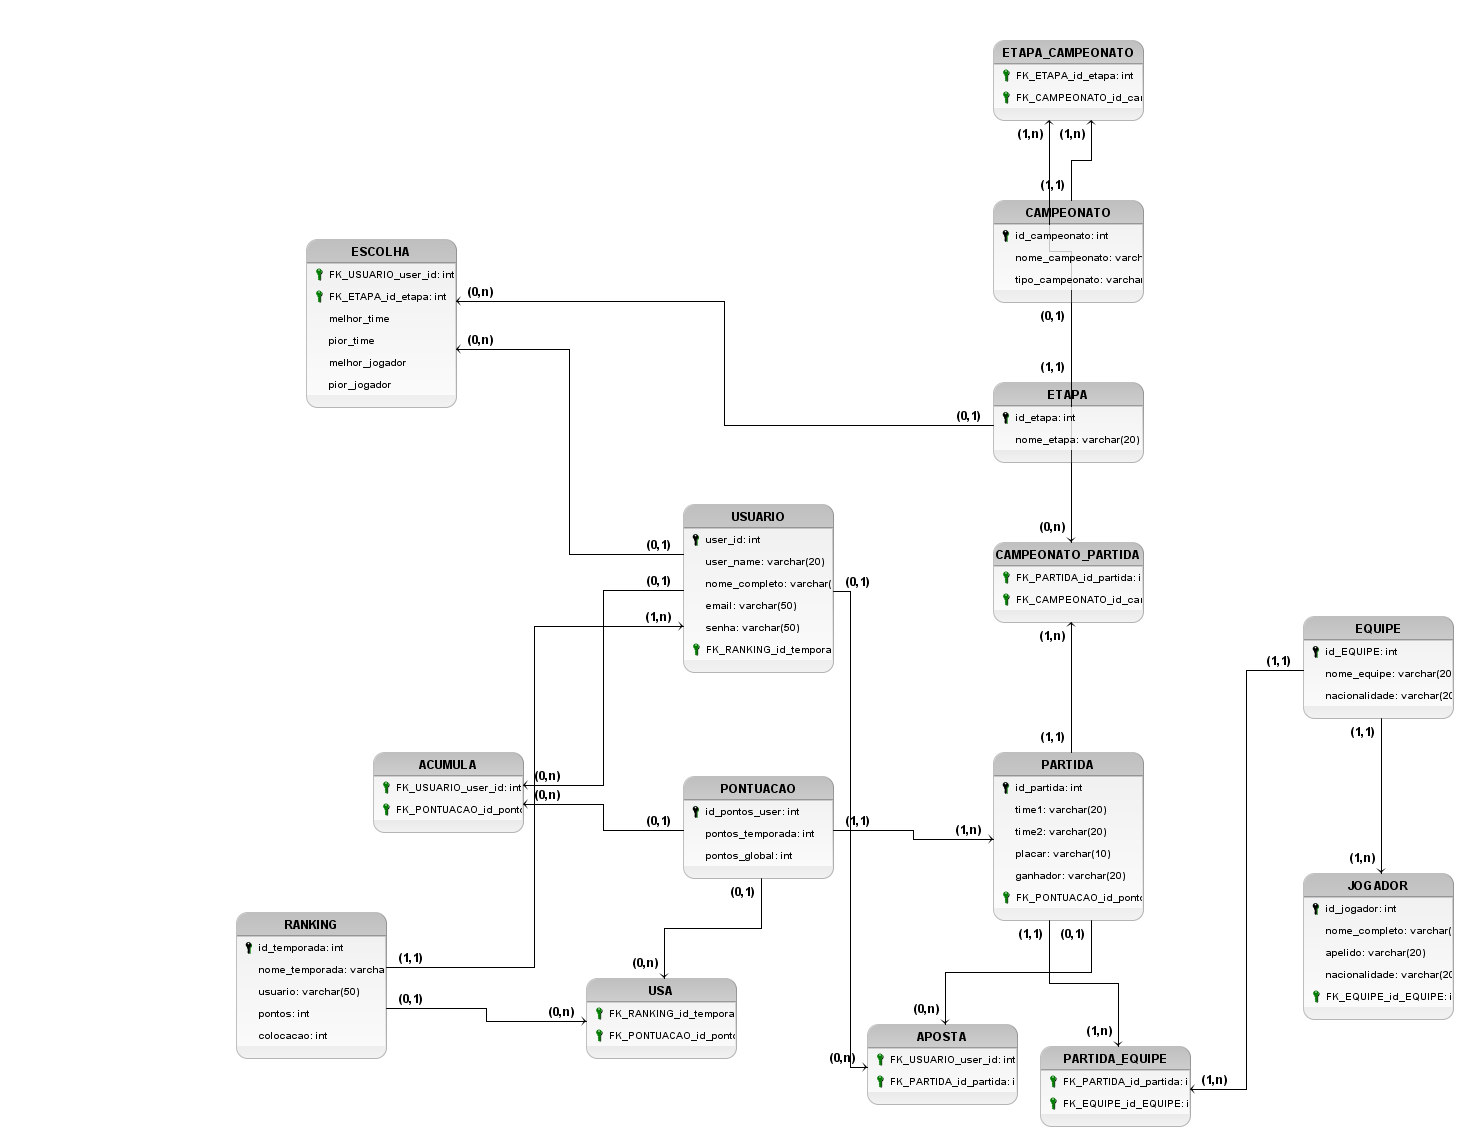 ETAPA_CAMPEONATO
FK_ETAPA_id_etapa: int
FK_CAMPEONATO_id_car
(1,n)
(1,n)
(1,1)
CAMPEONATO
id_campeonato: int
nome_campeonato: varch
tipo_campeonato: varchar
(0,1)
ESCOLHA
FK_USUARIO_user_id: int
FK_ETAPA_id_etapa: int
melhor_time
pior_time
melhor_jogador
pior_jogador
(0,n)
(0,n)
(1,1)
ETAPA
id_etapa: int
nome_etapa: varchar(20)
(0,1)
(0,n)
USUARIO
user_id: int
user_name: varchar(20)
nome_completo: varchar(
email: varchar(50)
senha: varchar(50)
FK_RANKING_id_tempora
(0,1)
(0,1)
(1,n)
(0,1)
CAMPEONATO_PARTIDA
FK_PARTIDA_id_partida: i
FK_CAMPEONATO_id_car
(1,n)
(1,1)
EQUIPE
id_EQUIPE: int
nome_equipe: varchar(20
nacionalidade: varchar(20
(1,1)
(1,1)
(1,n)
ACUMULA
FK_USUARIO_user_id: int
FK_PONTUACAO_id_ponto
(0,n)
(0,n)
PONTUACAO
id_pontos_user: int
pontos_temporada: int
pontos_global: int
(0,1)
(1,1)
(0,1)
(1,n)
PARTIDA
id_partida: int
time1: varchar(20)
time2: varchar(20)
placar: varchar(10)
ganhador: varchar(20)
FK_PONTUACAO_id_ponto
(1,1)
(0,1)
JOGADOR
id_jogador: int
nome_completo: varchar(
apelido: varchar(20)
nacionalidade: varchar(20
FK_EQUIPE_id_EQUIPE: i
RANKING
id_temporada: int
nome_temporada: varcha
usuario: varchar(50)
pontos: int
colocacao: int
(1,1)
(0,1)
(0,n)
(0,n)
USA
FK_RANKING_id_tempora
FK_PONTUACAO_id_ponto
(0,n)
(0,n)
APOSTA
FK_USUARIO_user_id: int
FK_PARTIDA_id_partida: i
(1,n)
PARTIDA_EQUIPE
FK_PARTIDA_id_partida: i
FK_EQUIPE_id_EQUIPE: i
(1,n)